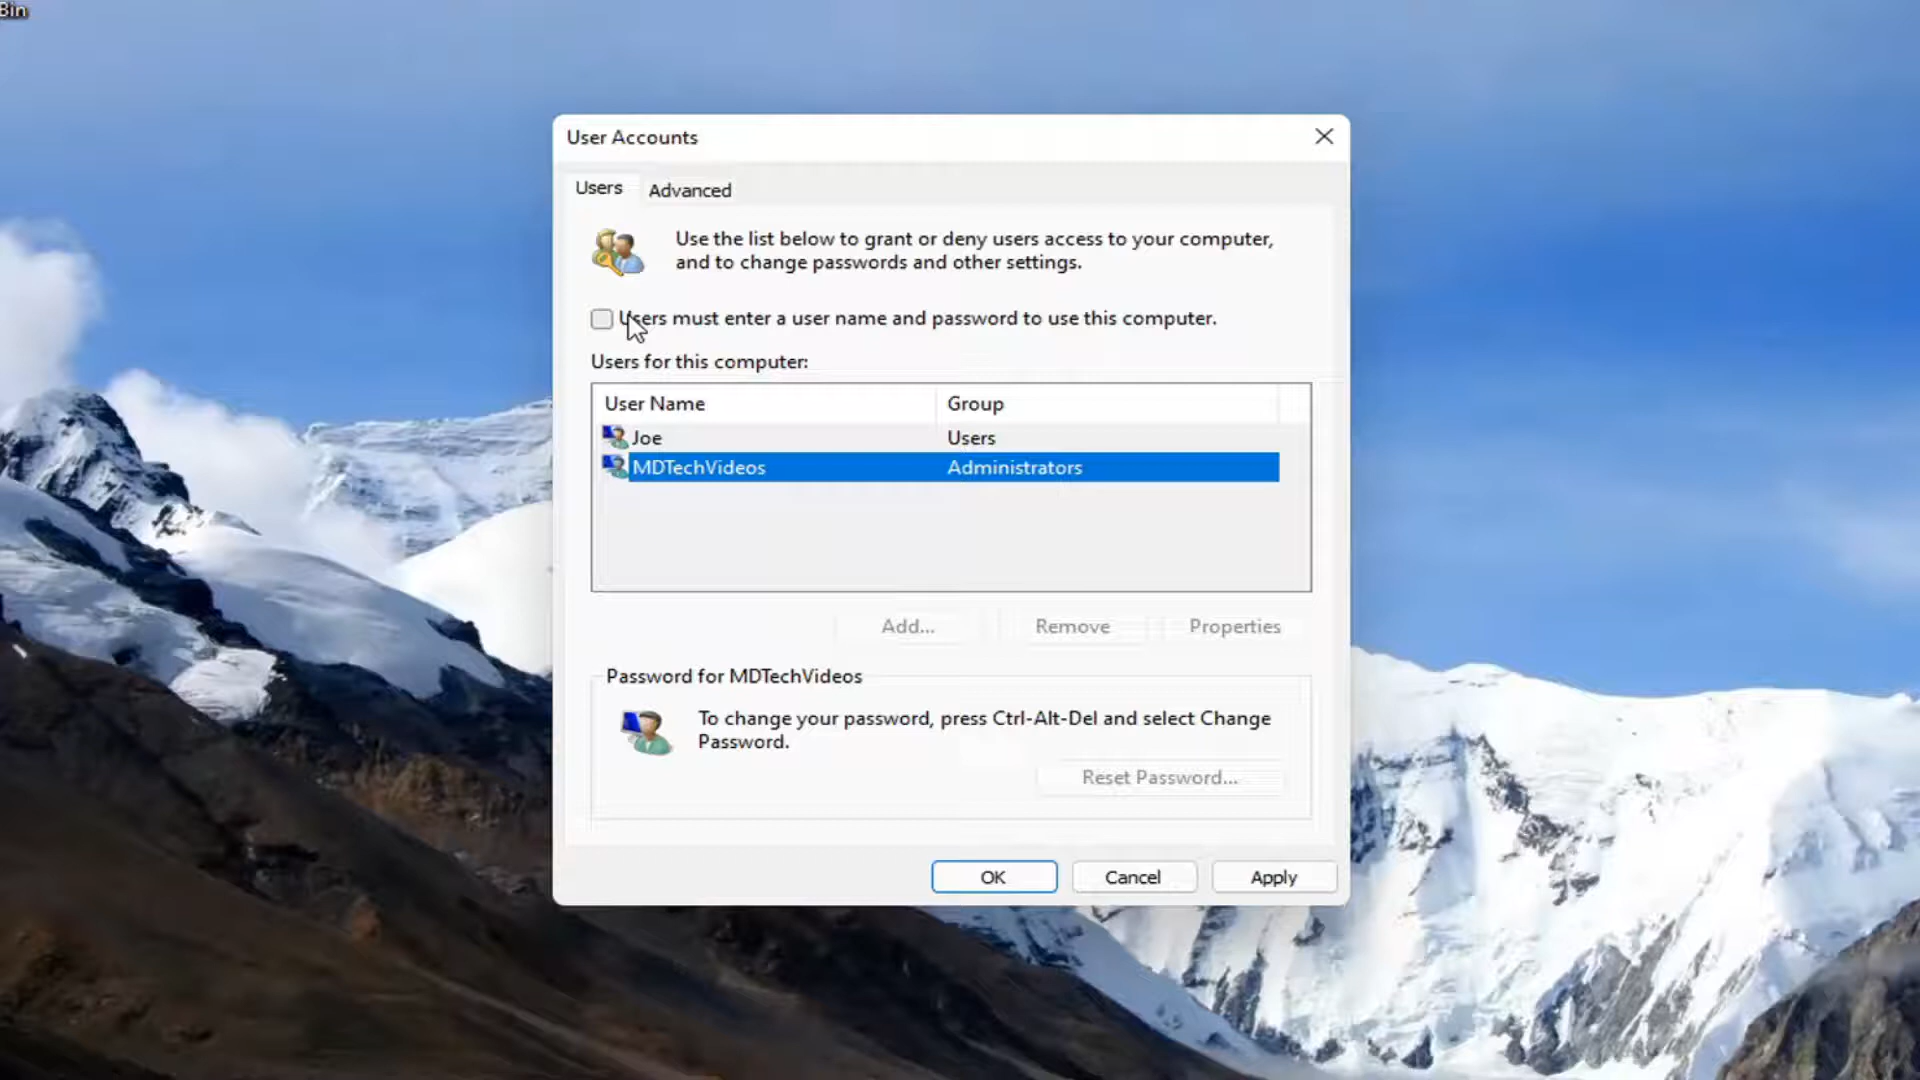 Bin
User Accounts
Users
Advanced
Use the list below to grant or deny users access to your computer,
and to change passwords and other settings.
Users must enter a user name and password to use this computer.
Users for this computer:
User Name Group
Joe Users
MDTechVideos Administrators
Add... Remove Properties
Password for MDTechVideos
To change your password, press Ctrl-Alt-Del and select Change
Password.
Reset Password...
OK Cancel Apply